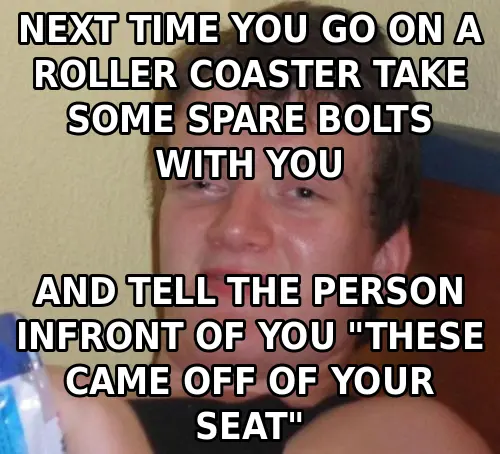 NEXT TIME YOU GO ON A
ROLLER COASTER TAKE
SOME SPARE BOLTS
WITH YOU
AND TELL THE PERSON
INFRONT OF YOU "THESE
CAME OFF OF YOUR
SEAT"